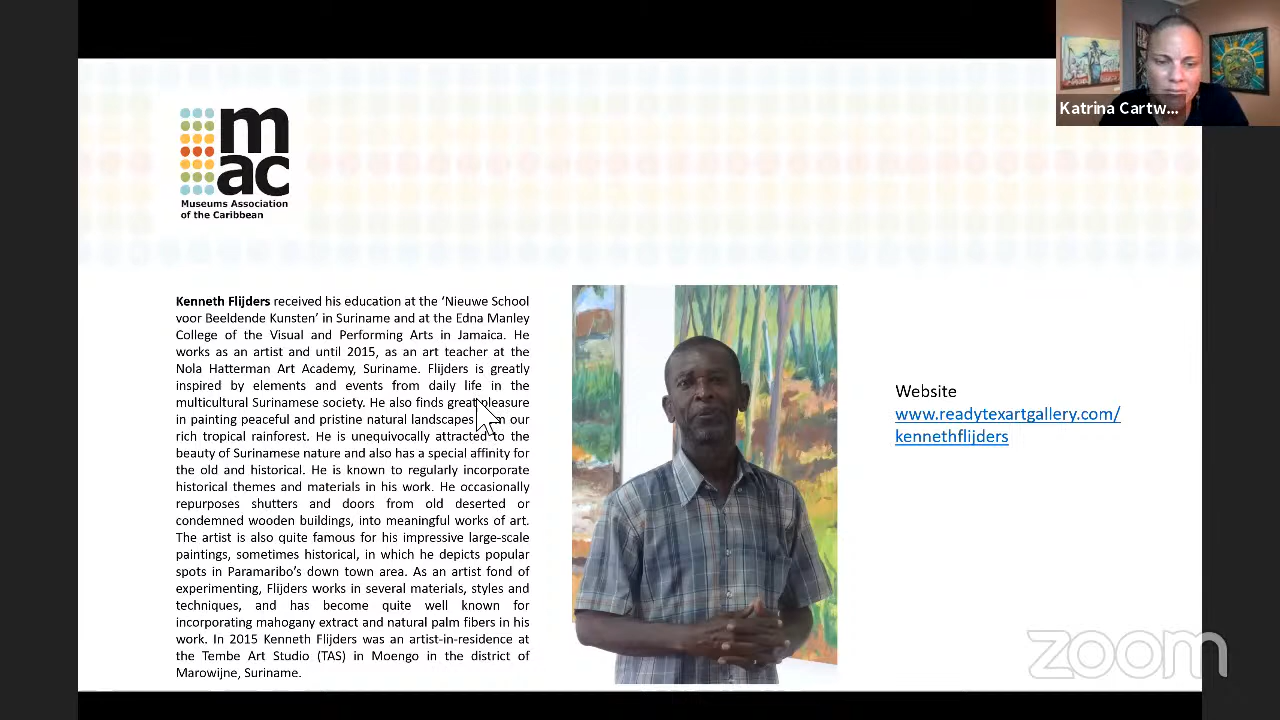 Katrina Cartw...
mac
Museums Association
of the Caribbean
Kenneth Flijders received his education at the ‘Nieuwe School
voor Beeldende Kunsten’ in Suriname and at the Edna Manley
College of the Visual and Performing Arts in Jamaica. He
works as an artist and until 2015, as an art teacher at the
Nola Hatterman Art Academy, Suriname. Flijders is greatly
inspired by elements and events from daily life in the
multicultural Surinamese society. He also finds great pleasure
in painting peaceful and pristine natural landscapes our
rich tropical rainforest. He is unequivocally attracted to the
beauty of Surinamese nature and also has a special affinity for
the old and historical. He is known to regularly incorporate
historical themes and materials in his work. He occasionally
repurposes shutters and doors from old deserted or
condemned wooden buildings, into meaningful works of art.
The artist is also quite famous for his impressive large-scale
paintings, sometimes historical, in which he depicts popular
spots in Paramaribo’s down town area. As an artist fond of
experimenting, Flijders works in several materials, styles and
techniques, and has become quite well known for
incorporating mahogany extract and natural palm fibers in his
work. In 2015 Kenneth Flijders was an artist-in-residence at
the Tembe Art Studio (TAS) in Moengo in the district of
Marowijne, Suriname.
Website
www.readytexartgallery.com/
kennethflijders
zoom